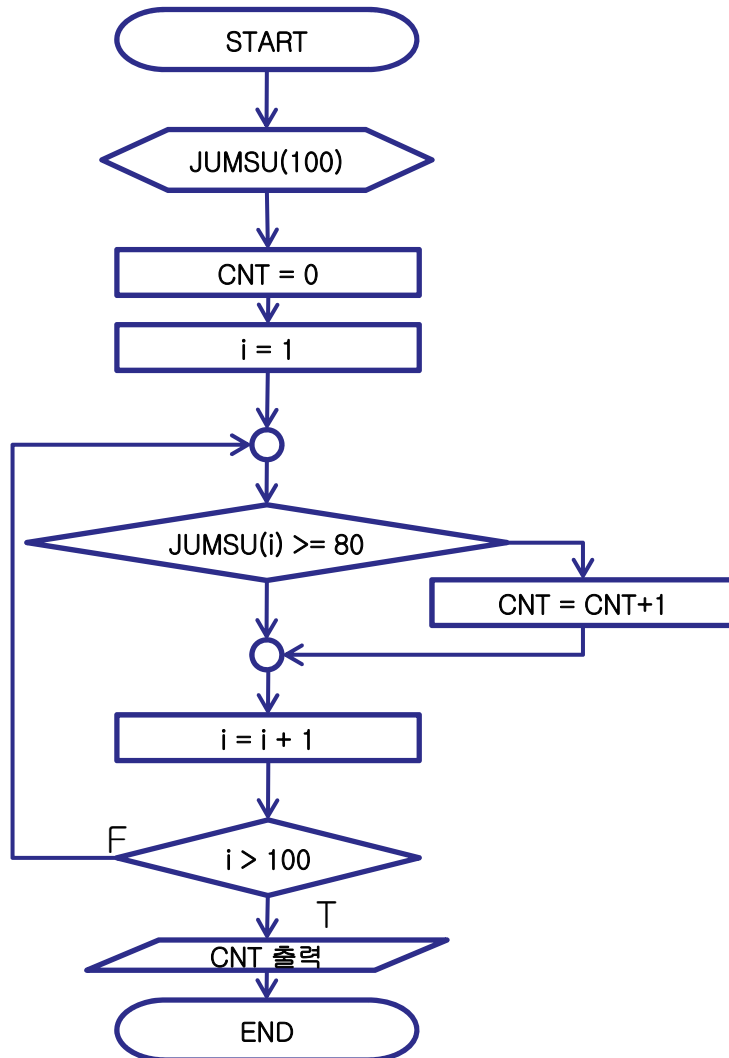 START
JUMSU(100)
CNT = 0
i = 1
JUMSU(i) >= 80
CNT = CNT+1
i = i + 1
F
i > 100
T
CNT 출력
END